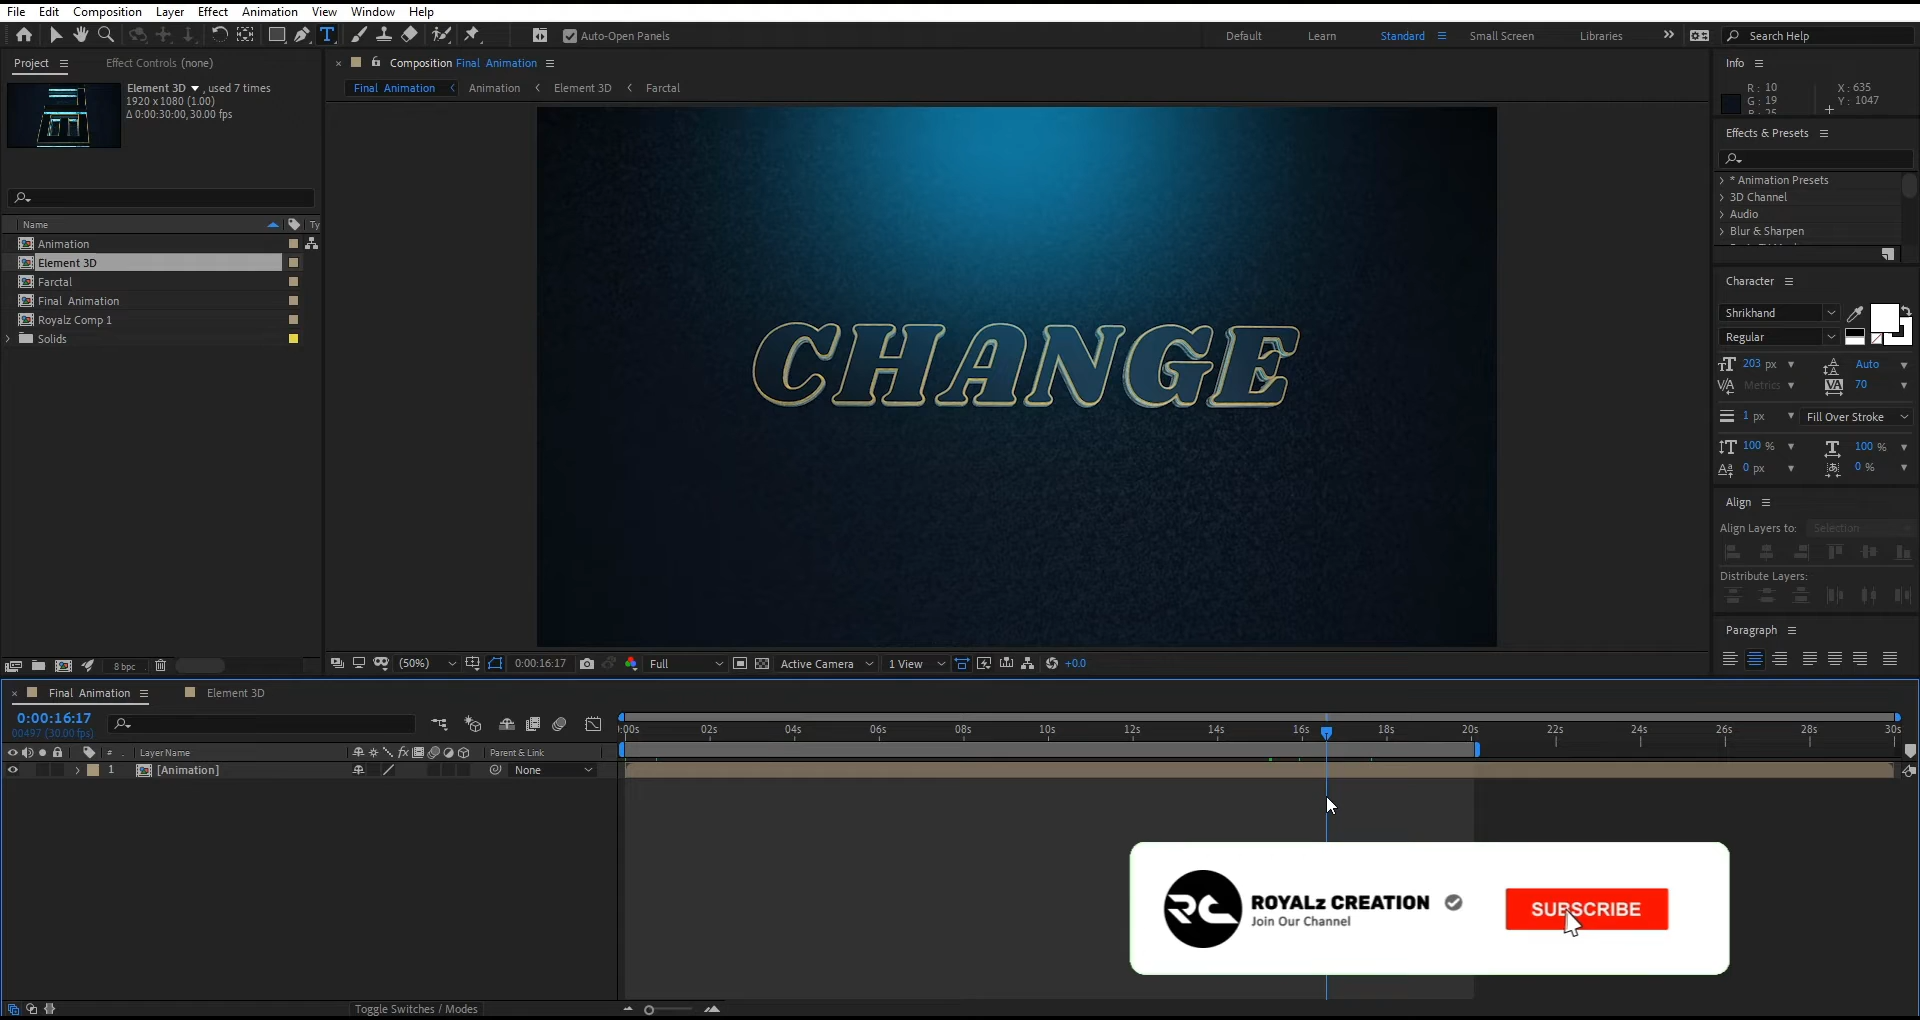 File Edit Composition Layer Effect Animation View Window Help
Auto-Open Panels
Default Learn Standard Small Screen Libraries Search Help
Project Effect Controls (none)
Element 3D , used 7 times
1920 x 1080 (1.00)
Δ 0:00:30:00, 30.00 fps
Name Ty
Animation
Element 3D
Farctal
Final Animation
Royalz Comp 1
Solids
8 bpc
Composition Final Animation
Final Animation Animation Element 3D Farctal
CHANGE
(50%) 0:00:16:17 Full Active Camera 1 View +0.0
Info
R : 10 X : 635
G : 19 Y : 1047
Effects & Presets
* Animation Presets
3D Channel
Audio
Blur & Sharpen
Character
Shrikhand
Regular
203 px Auto
Metrics 70
1 px Fill Over Stroke
100 % 100 %
0 px 0 %
Align
Align Layers to: Selection
Distribute Layers:
Paragraph
Final Animation Element 3D
0:00:16:17
00497 (30.00 fps)
:00s 02s 04s 06s 08s 10s 12s 14s 16s 18s 20s 22s 24s 26s 28s 30s
# Layer Name Parent & Link
1 [Animation] None
ROYALz CREATION
Join Our Channel
SUBSCRIBE
Toggle Switches / Modes